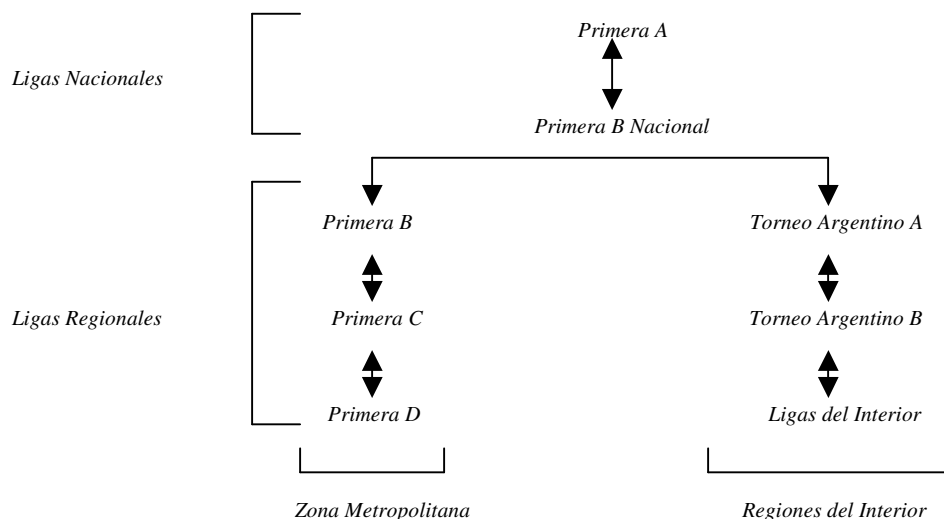 Primera A
Ligas Nacionales
Primera B Nacional
Primera B
Torneo Argentino A
Ligas Regionales
Primera C
Torneo Argentino B
Primera D
Ligas del Interior
Zona Metropolitana
Regiones del Interior